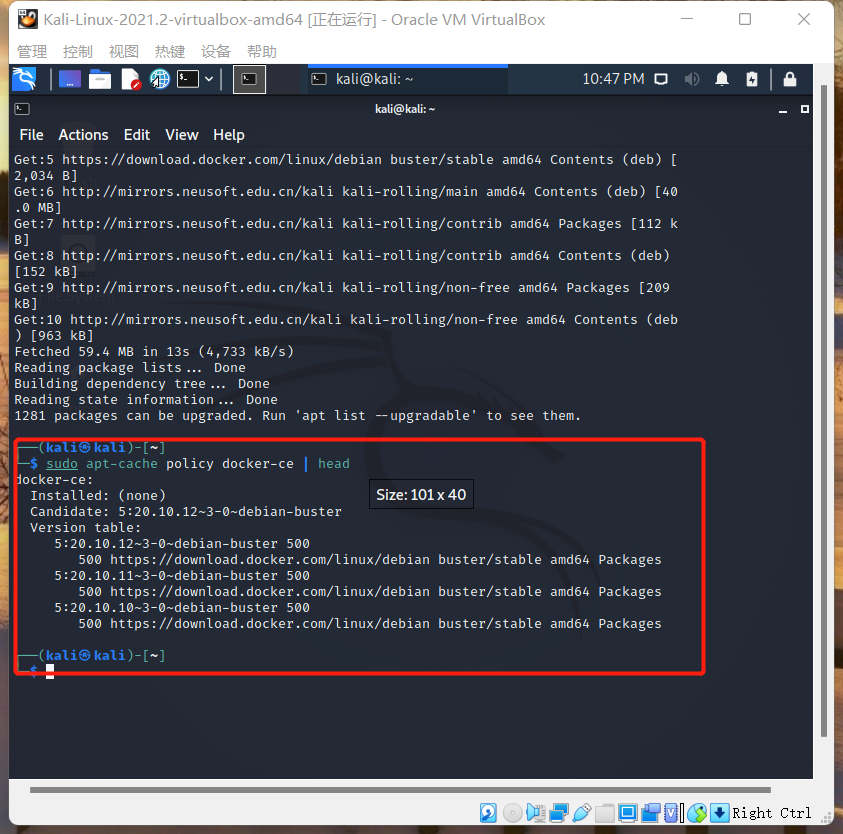 Kali-Linux-2021.2-virtualbox-amd64 [正在运行] - Oracle VM VirtualBox
管理 控制 视图 热键 设备 帮助
kali@kali: ~
10:47 PM
kali@kali: ~
File Actions Edit View Help
Get:5 https://download.docker.com/linux/debian buster/stable amd64 Contents (deb) [
2,034 B]
Get:6 http://mirrors.neusoft.edu.cn/kali kali-rolling/main amd64 Contents (deb) [40
.0 MB]
Get:7 http://mirrors.neusoft.edu.cn/kali kali-rolling/contrib amd64 Packages [112 k
B]
Get:8 http://mirrors.neusoft.edu.cn/kali kali-rolling/contrib amd64 Contents (deb)
[152 kB]
Get:9 http://mirrors.neusoft.edu.cn/kali kali-rolling/non-free amd64 Packages [209
kB]
Get:10 http://mirrors.neusoft.edu.cn/kali kali-rolling/non-free amd64 Contents (deb
) [963 kB]
Fetched 59.4 MB in 13s (4,733 kB/s)
Reading package lists... Done
Building dependency tree... Done
Reading state information... Done
1281 packages can be upgraded. Run 'apt list --upgradable' to see them.
┌──(kali㉿kali)-[~]
└─$ sudo apt-cache policy docker-ce | head
docker-ce:
Installed: (none)
Size: 101 x 40
Candidate: 5:20.10.12~3-0~debian-buster
Version table:
5:20.10.12~3-0~debian-buster 500
500 https://download.docker.com/linux/debian buster/stable amd64 Packages
5:20.10.11~3-0~debian-buster 500
500 https://download.docker.com/linux/debian buster/stable amd64 Packages
5:20.10.10~3-0~debian-buster 500
500 https://download.docker.com/linux/debian buster/stable amd64 Packages
┌──(kali㉿kali)-[~]
└─$
Right Ctrl